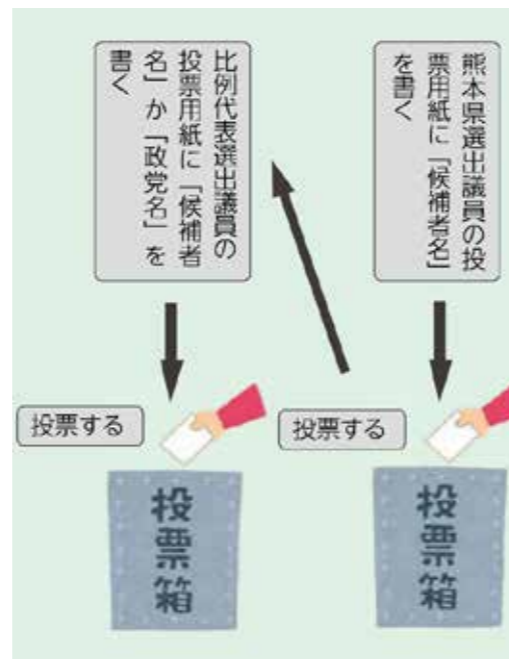 熊本県選出議員の投
票用紙に「候補者名」
を書く
投票する
投票箱
比例代表選出議員の
投票用紙に「候補者
名」か「政党名」を
書く
投票する
投票箱